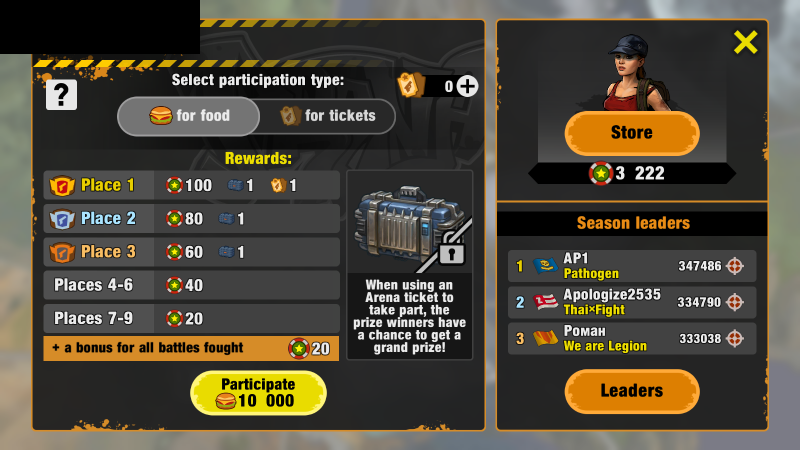 Select participation type:
0
?
for food
for tickets
Rewards:
Place 1 100 1 1
Place 2 80 1
Place 3 60 1
Places 4-6 40
Places 7-9 20
+ a bonus for all battles fought 20
When using an
Arena ticket to
take part, the
prize winners have
a chance to get a
grand prize!
Participate
10 000
Store
3 222
Season leaders
1 AP1 347486
Pathogen
2 Apologize2535 334790
Thai×Fight
3 Роман 333038
We are Legion
Leaders